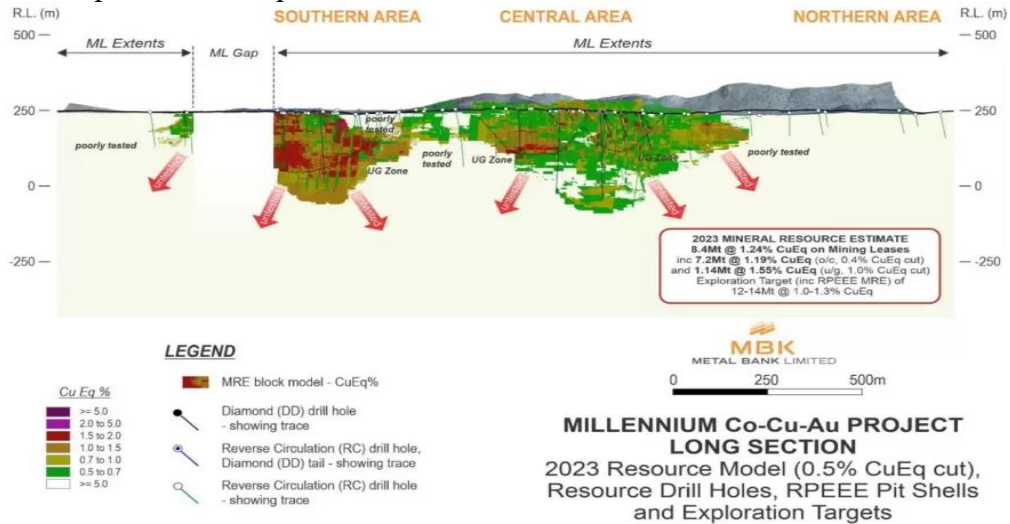 R.L. (m)
SOUTHERN AREA
CENTRAL AREA
NORTHERN AREA
R.L. (m)
500
500
ML Extents
ML Gap
ML Extents
250
250
poorly tested
untested
poorly
tested
UG Zone
poorly
tested
UG Zone
UG Zone
poorly tested
0
0
untested
untested
untested
untested
untested
-250
-250
2023 MINERAL RESOURCE ESTIMATE
8.4Mt @ 1.24% CuEq on Mining Leases
inc 7.2Mt @ 1.19% CuEq (o/c, 0.4% CuEq cut)
and 1.14Mt @ 1.55% CuEq (u/g, 1.0% CuEq cut)
Exploration Target (inc RPEEE MRE) of
12-14Mt @ 1.0-1.3% CuEq
MBK
METAL BANK LIMITED
0 250 500m
LEGEND
MRE block model - CuEq%
Diamond (DD) drill hole
- showing trace
Reverse Circulation (RC) drill hole,
Diamond (DD) tail - showing trace
Reverse Circulation (RC) drill hole
- showing trace
Cu Eq %
>= 5.0
2.0 to 5.0
1.5 to 2.0
1.0 to 1.5
0.7 to 1.0
0.5 to 0.7
>= 5.0
MILLENNIUM Co-Cu-Au PROJECT
LONG SECTION
2023 Resource Model (0.5% CuEq cut),
Resource Drill Holes, RPEEE Pit Shells
and Exploration Targets